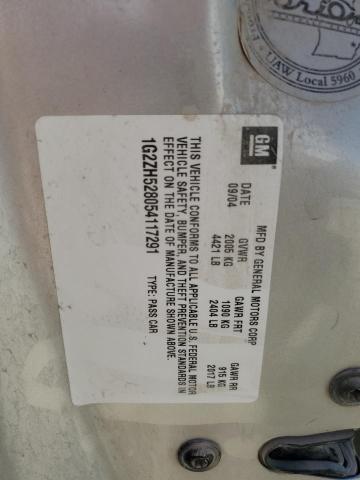 GM
MFD BY GENERAL MOTORS CORP
DATE GVWR GAWR FRT GAWR RR
09/04 2005 KG 1090 KG 915 KG
4421 LB 2404 LB 2017 LB
THIS VEHICLE CONFORMS TO ALL APPLICABLE U.S. FEDERAL MOTOR
VEHICLE SAFETY, BUMPER, AND THEFT PREVENTION STANDARDS IN
EFFECT ON THE DATE OF MANUFACTURE SHOWN ABOVE.
1G2ZH528054117291 TYPE: PASS CAR
UAW Local 5960